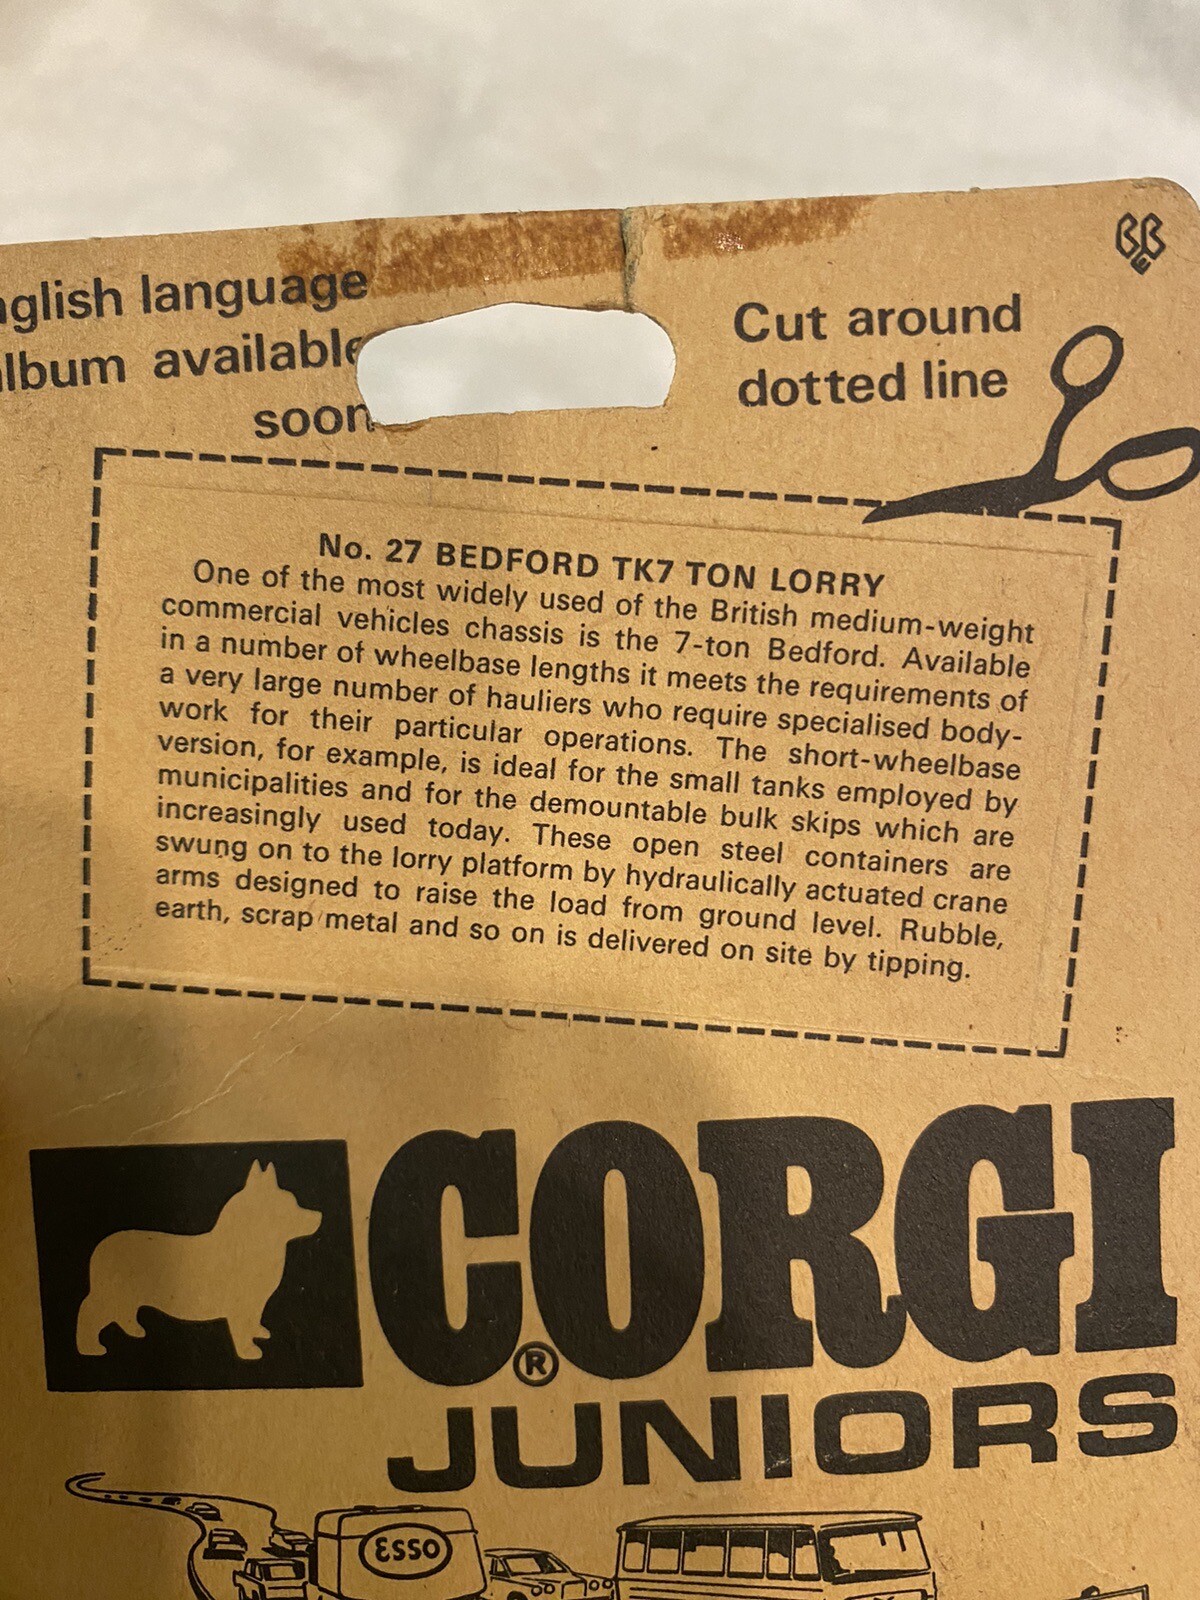 nglish language
lbum available
soon
Cut around
dotted line
No. 27 BEDFORD TK7 TON LORRY
One of the most widely used of the British medium-weight
commercial vehicles chassis is the 7-ton Bedford. Available
in a number of wheelbase lengths it meets the requirements of
a very large number of hauliers who require specialised body-
work for their particular operations. The short-wheelbase
version, for example, is ideal for the small tanks employed by
municipalities and for the demountable bulk skips which are
increasingly used today. These open steel containers are
swung on to the lorry platform by hydraulically actuated crane
arms designed to raise the load from ground level. Rubble,
earth, scrap metal and so on is delivered on site by tipping.
CORGI
®
JUNIORS
Esso